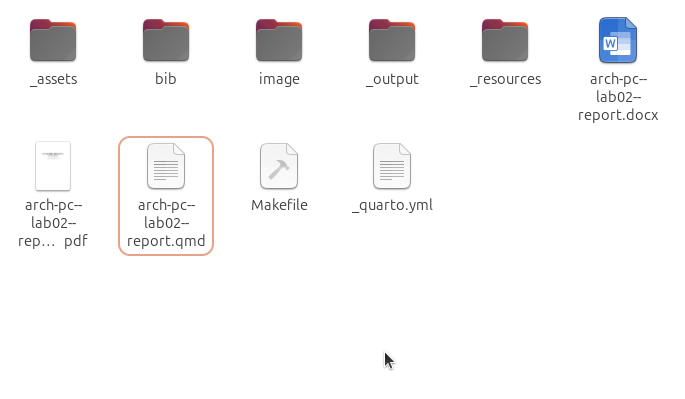 _assets
bib
image
_output
_resources
arch-pc--
lab02--
report.docx
arch-pc--
lab02--
rep... pdf
arch-pc--
lab02--
report.qmd
Makefile
_quarto.yml
W